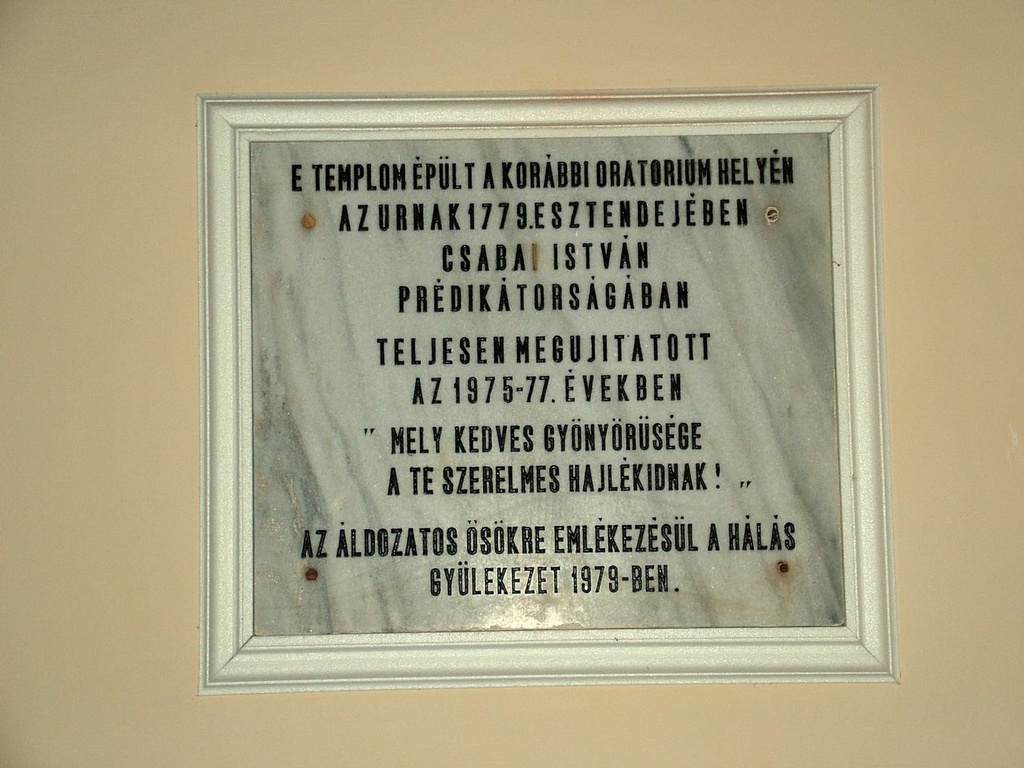 E TEMPLOM ÉPÜLT A KORÁBBI ORATORIUM HELYÉN
AZ URNAK 1779. ESZTENDEJÉBEN
CSABAI ISTVÁN
PRÉDIKÁTORSÁGÁBAN
TELJESEN MEGUJITATOTT
AZ 1975-77. ÉVEKBEN
" MELY KEDVES GYÖNYÖRÜSÉGE
A TE SZERELMES HAJLÉKIDNAK! "
AZ ÁLDOZATOS ŐSÖKRE EMLÉKEZÉSÜL A HÁLÁS
GYÜLEKEZET 1979-BEN.